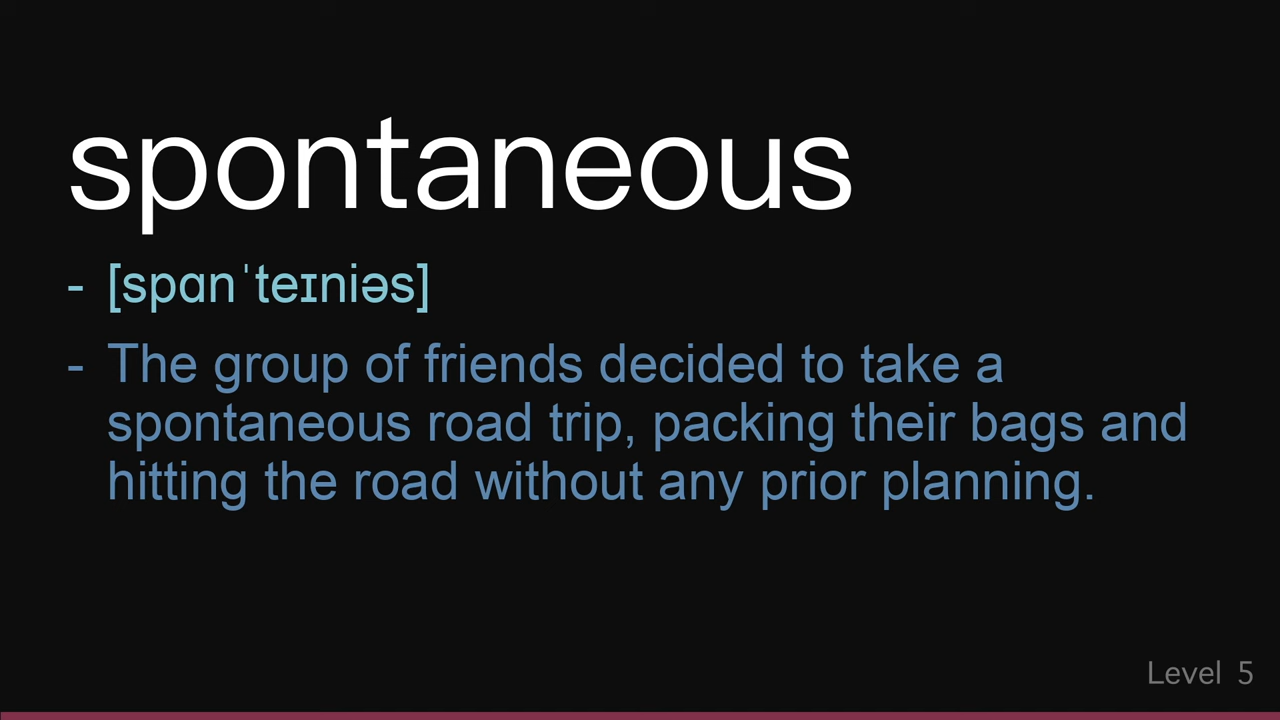 spontaneous
- [spɑnˈteɪniəs]
- The group of friends decided to take a
spontaneous road trip, packing their bags and
hitting the road without any prior planning.
Level 5